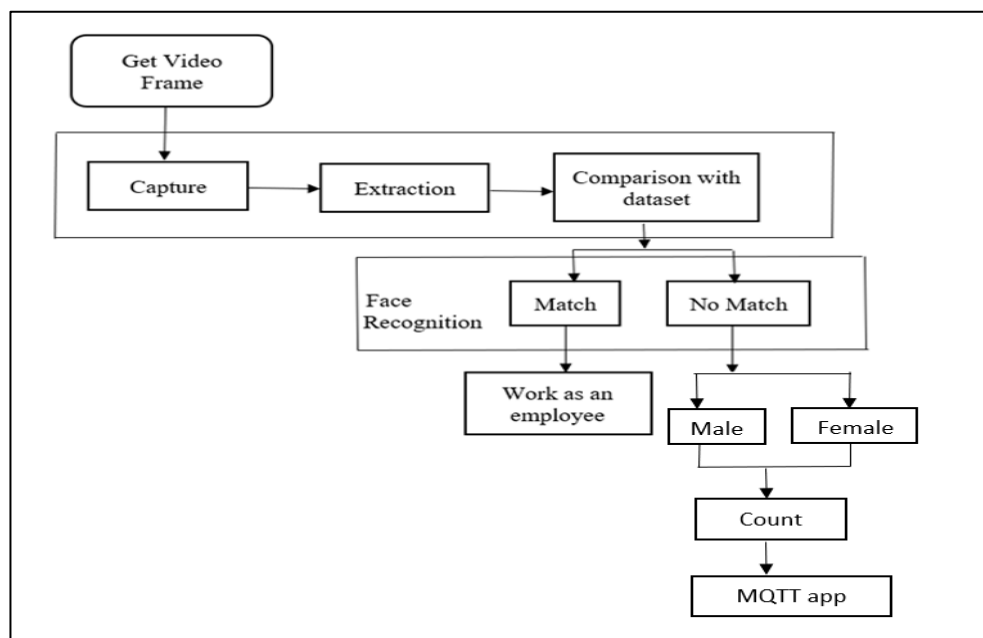 Get Video
Frame
Capture
Extraction
Comparison with
dataset
Face
Recognition
Match
No Match
Work as an
employee
Male
Female
Count
MQTT app